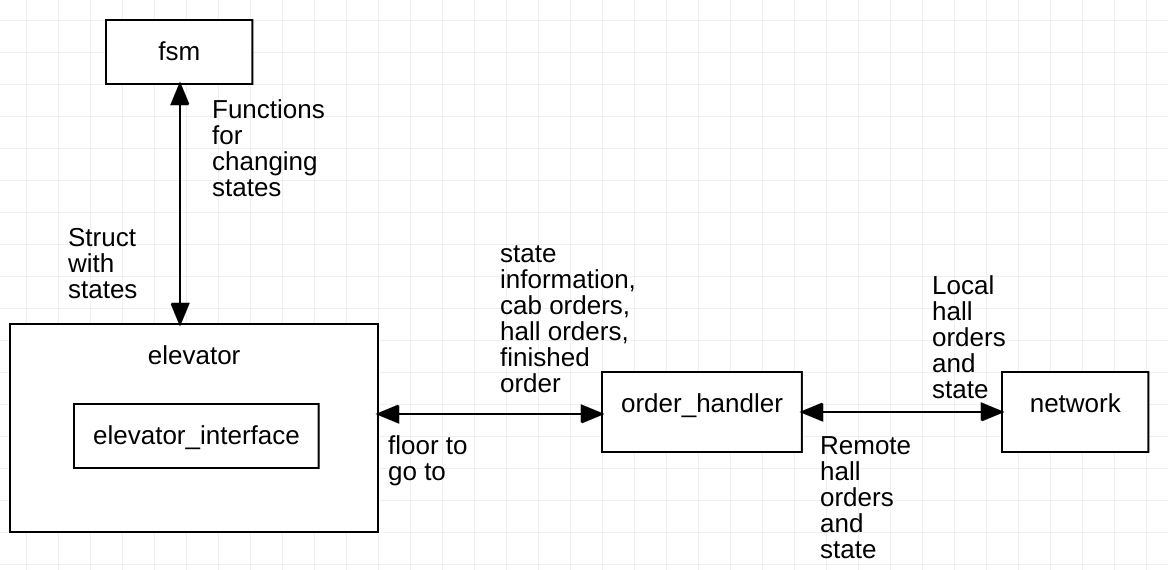 fsm
Functions
for
changing
states
Struct
with
states
elevator
elevator_interface
state
information,
cab orders,
hall orders,
finished
order
floor to
go to
order_handler
Local
hall
orders
and
state
Remote
hall
orders
and
state
network